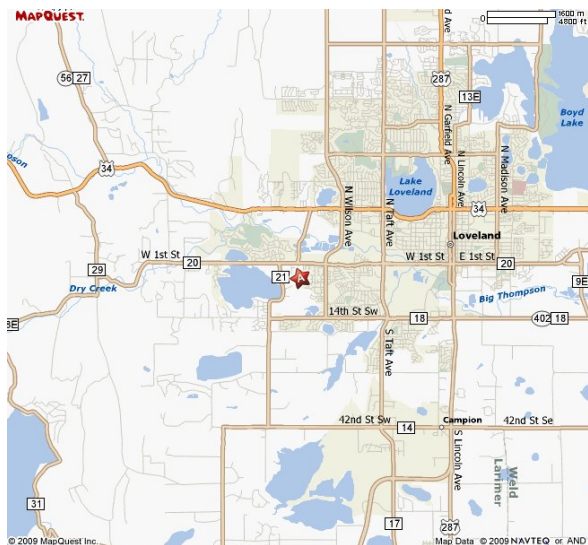 MAPQUEST.
0
1600 m
4800 ft
d Ave
56 27
287
13E
Boyd
Lake
N Garfield Ave
N Lincoln Ave
N Madison Ave
oson
34
Lake
Loveland
N Wilson Ave
N Taft Ave
34
Loveland
W 1st St
20
W 1st St
E 1st St
20
29
21
A
9E
Dry Creek
Big Thompson
14th St Sw
18
402 18
8E
S Taft Ave
42nd St Sw
14
Campion
42nd St Se
S Lincoln Ave
Weld
Larimer
31
17
287
© 2009 MapQuest Inc
Map Data © 2009 NAVTEQ or AND